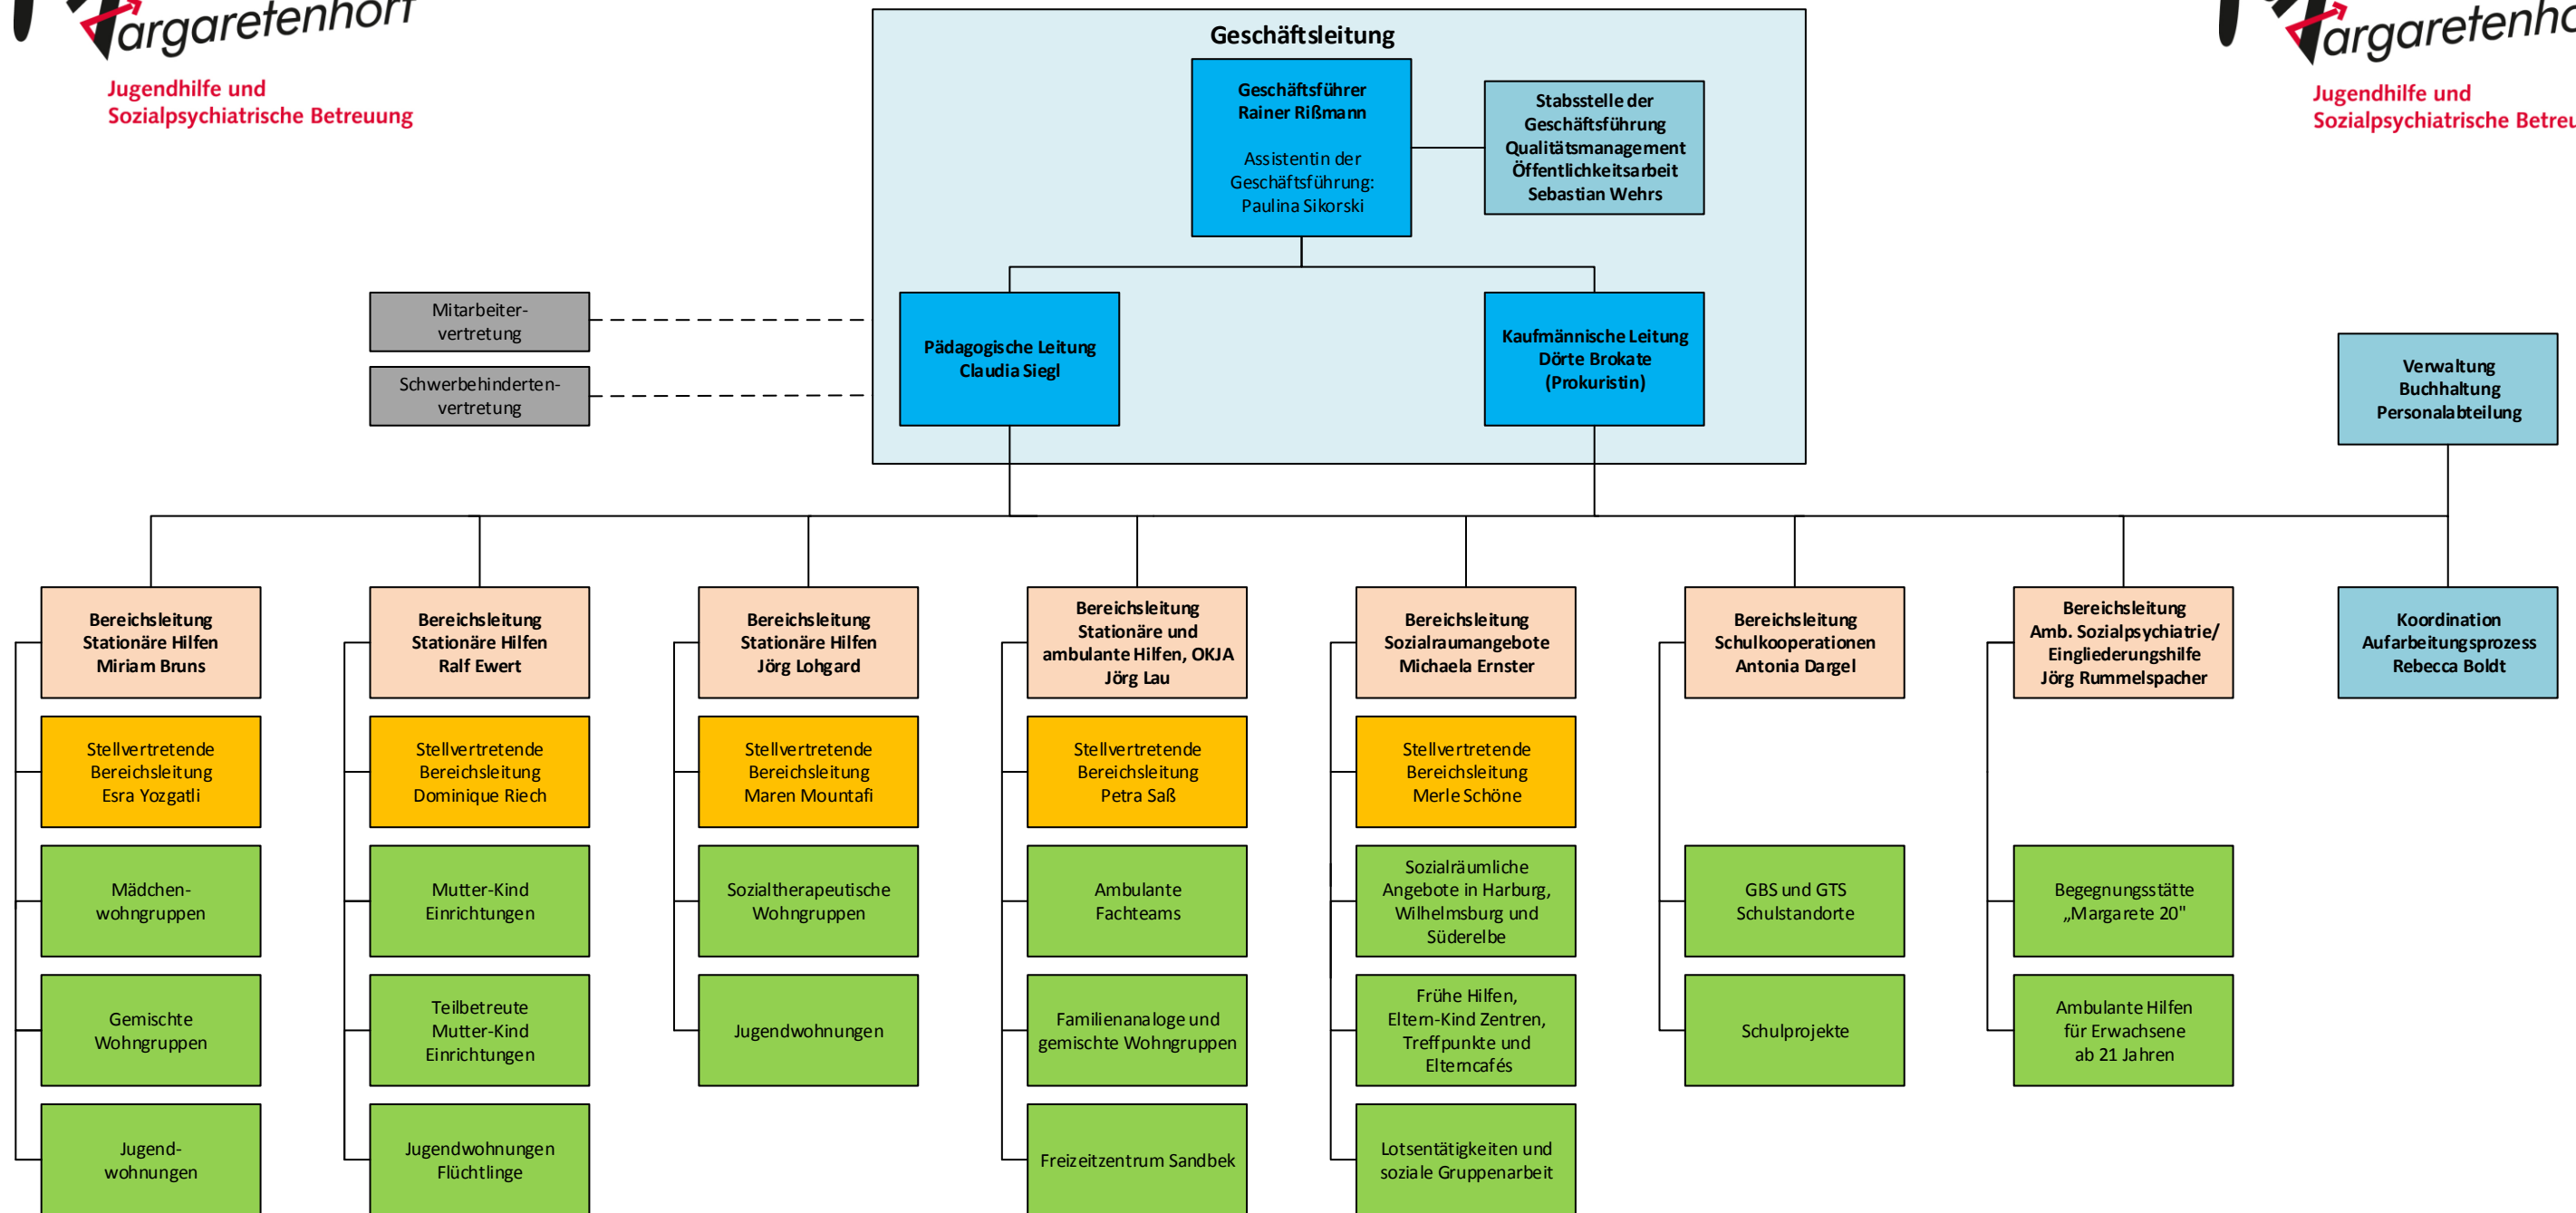 argaretenhort
Jugendhilfe und
Sozialpsychiatrische Betreuung
Jugendhilfe und
Geschäftsleitung
Geschäftsführer
Rainer Rißmann
Assistentin der
Geschäftsführung:
Paulina Sikorski
Stabsstelle der
Geschäftsführung
Qualitätsmanagement
Öffentlichkeitsarbeit
Sebastian Wehrs
Mitarbeiter-
vertretung
Schwerbehinderten-
vertretung
Pädagogische Leitung
Claudia Siegl
Kaufmännische Leitung
Dörte Brokate
(Prokuristin)
Verwaltung
Buchhaltung
Personalabteilung
Bereichsleitung
Stationäre Hilfen
Miriam Bruns
Bereichsleitung
Stationäre Hilfen
Ralf Ewert
Bereichsleitung
Stationäre Hilfen
Jörg Lohgard
Bereichsleitung
Stationäre und
ambulante Hilfen, OKJA
Jörg Lau
Bereichsleitung
Sozialraumangebote
Michaela Ernster
Bereichsleitung
Schulkooperationen
Antonia Dargel
Bereichsleitung
Amb. Sozialpsychiatrie/
Eingliederungshilfe
Jörg Rummelspacher
Koordination
Aufarbeitungsprozess
Rebecca Boldt
Stellvertretende
Bereichsleitung
Esra Yozgatli
Stellvertretende
Bereichsleitung
Dominique Riech
Stellvertretende
Bereichsleitung
Maren Mountafi
Stellvertretende
Bereichsleitung
Petra Saß
Stellvertretende
Bereichsleitung
Merle Schöne
Mädchen-
wohngruppen
Mutter-Kind
Einrichtungen
Sozialtherapeutische
Wohngruppen
Ambulante
Fachteams
Sozialräumliche
Angebote in Harburg,
Wilhelmsburg und
Süderelbe
GBS und GTS
Schulstandorte
Begegnungsstätte
„Margarete 20"
Gemischte
Wohngruppen
Teilbetreute
Mutter-Kind
Einrichtungen
Jugendwohnungen
Familienanaloge und
gemischte Wohngruppen
Frühe Hilfen,
Eltern-Kind Zentren,
Treffpunkte und
Elterncafés
Schulprojekte
Ambulante Hilfen
für Erwachsene
ab 21 Jahren
Jugend-
wohnungen
Jugendwohnungen
Flüchtlinge
Freizeitzentrum Sandbek
Lotsentätigkeiten und
soziale Gruppenarbeit